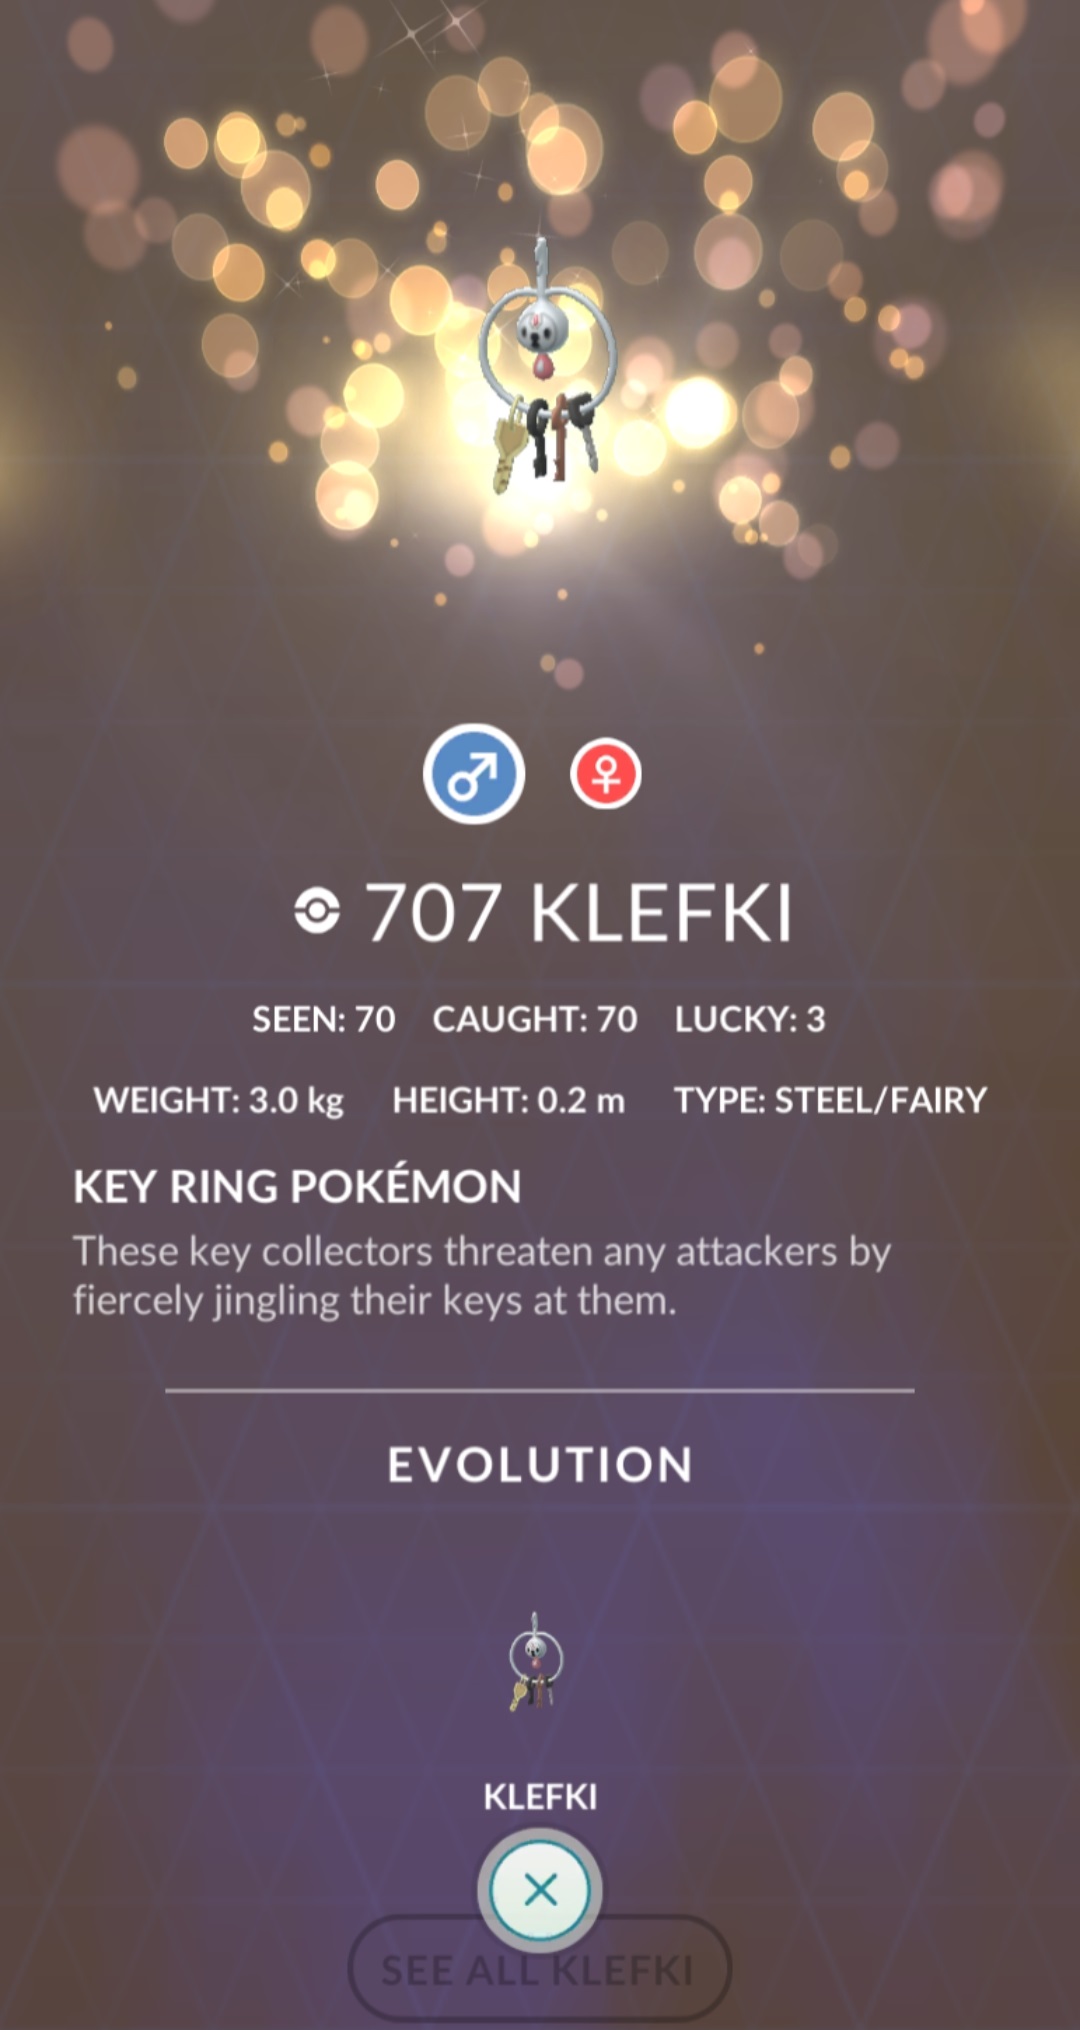 707 KLEFKI
SEEN: 70 CAUGHT: 70 LUCKY: 3
WEIGHT: 3.0 kg HEIGHT: 0.2 m TYPE: STEEL/FAIRY
KEY RING POKÉMON
These key collectors threaten any attackers by
fiercely jingling their keys at them.
EVOLUTION
KLEFKI
SEE ALL KLEFKI